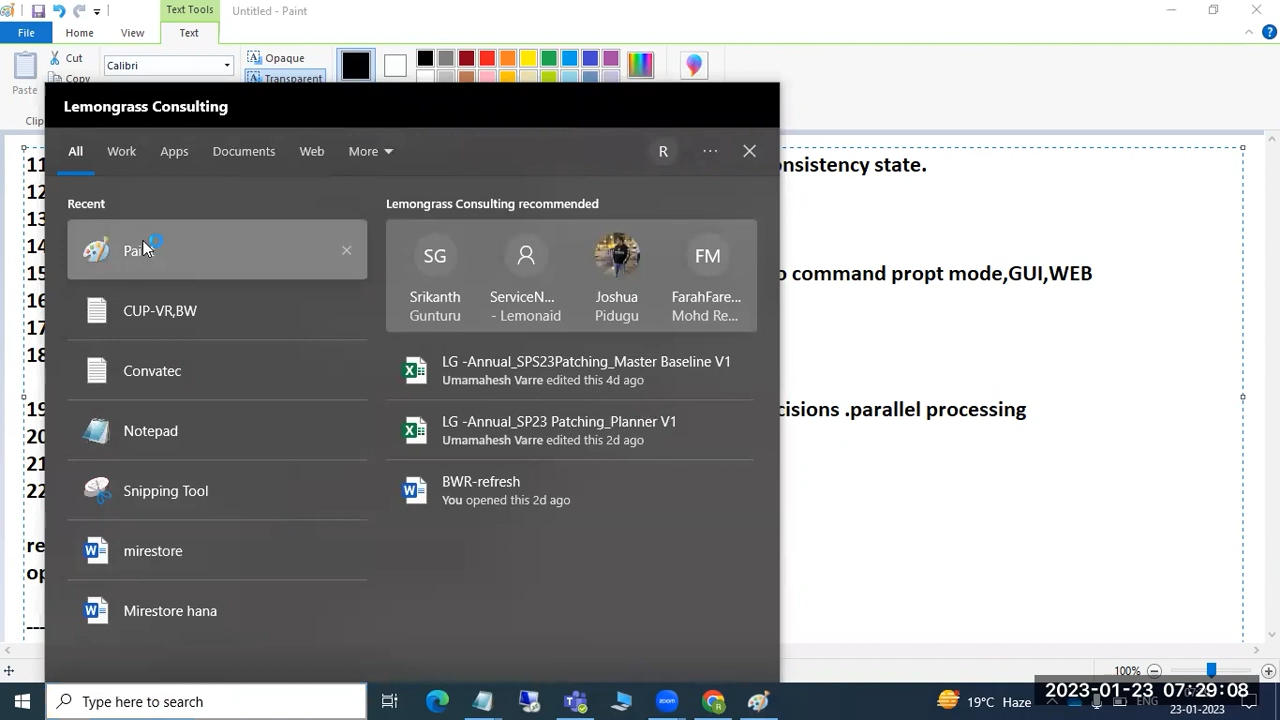 Text Tools
Untitled - Paint
File
Home
View
Text
Paste
Cut
Copy
Calibri
Opaque
Transparent
Lemongrass Consulting
All
Work
Apps
Documents
Web
More
R
Recent
Paint
CUP-VR,BW
Convatec
Notepad
Snipping Tool
mirestore
Mirestore hana
Lemongrass Consulting recommended
SG
FM
Srikanth
Gunturu
ServiceN...
- Lemonaid
Joshua
Pidugu
FarahFare...
Mohd Re...
LG -Annual_SPS23Patching_Master Baseline V1
Umamahesh Varre edited this 4d ago
LG -Annual_SP23 Patching_Planner V1
Umamahesh Varre edited this 2d ago
BWR-refresh
You opened this 2d ago
11 onsistency state.
12
13
14
15 o command propt mode,GUI,WEB
16
17
18
19 cisions .parallel processing
20
21
22
re
op
100%
Type here to search
zoom
19°C Haze
ENG
2023-01-23 07:29:08
23-01-2023